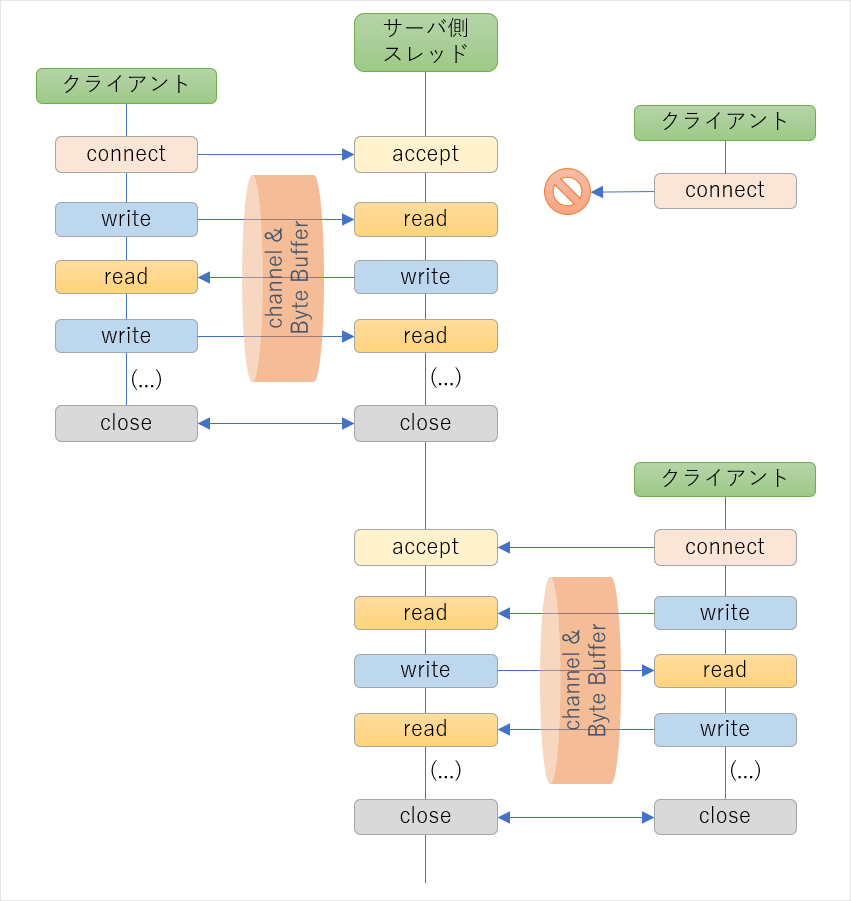 サーバ側
スレッド
クライアント
クライアント
connect
accept
connect
write
read
channel &
Byte Buffer
read
write
write
read
(...)
(...)
close
close
クライアント
accept
connect
read
write
channel &
Byte Buffer
write
read
read
write
(...)
(...)
close
close